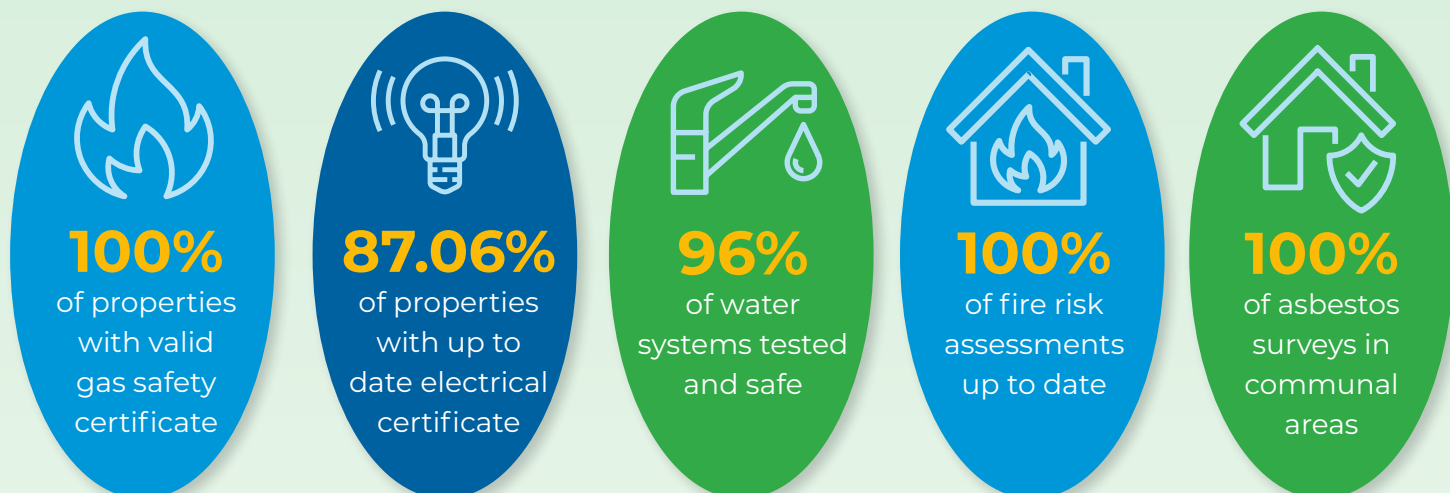 100%
of properties
with valid
gas safety
certificate
87.06%
of properties
with up to
date electrical
certificate
96%
of water
systems tested
and safe
100%
of fire risk
assessments
up to date
100%
of asbestos
surveys in
communal
areas